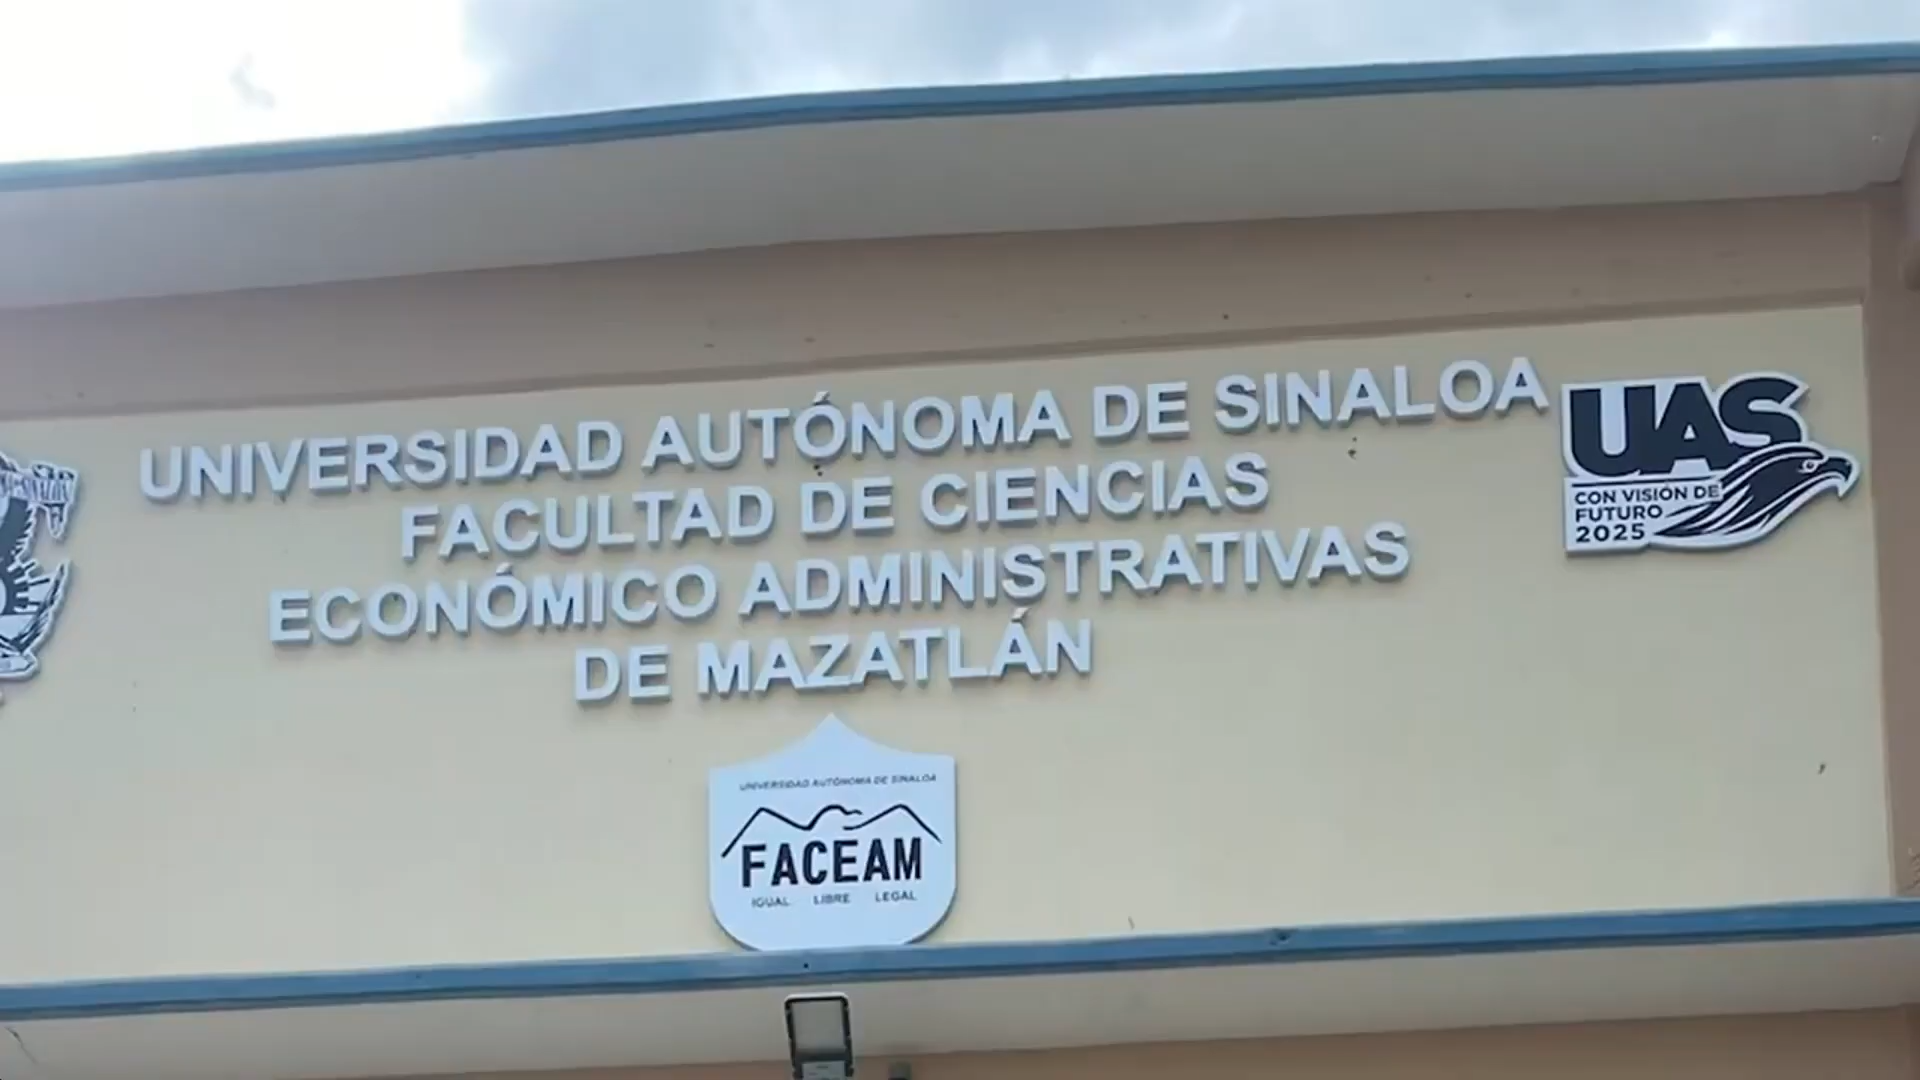 UNIVERSIDAD AUTÓNOMA DE SINALOA
FACULTAD DE CIENCIAS
ECONÓMICO ADMINISTRATIVAS
DE MAZATLÁN
UAS
CON VISIÓN DE
FUTURO
2025
UNIVERSIDAD AUTÓNOMA DE SINALOA
FACEAM
IGUAL LIBRE LEGAL